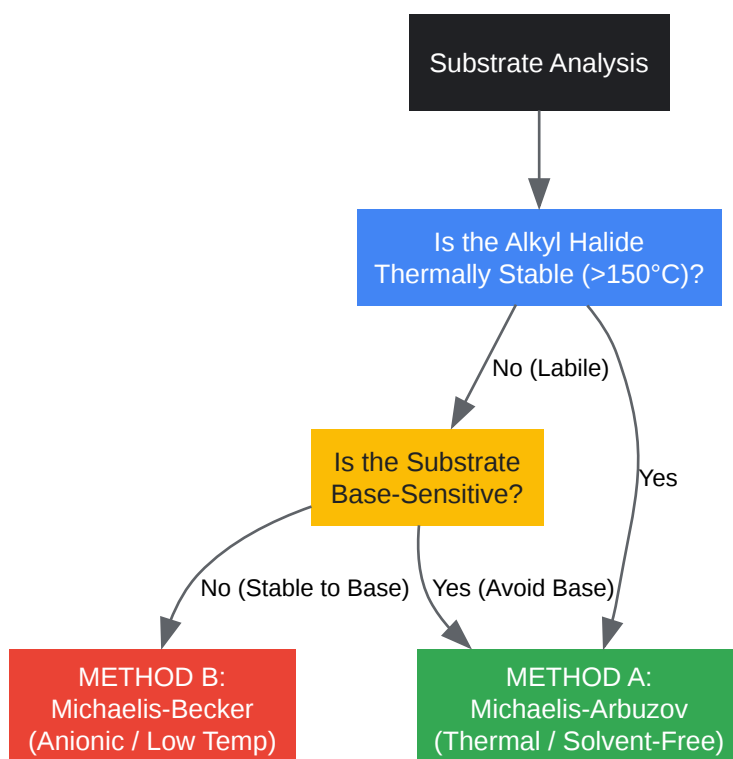 Substrate Analysis
Is the Alkyl Halide
Thermally Stable (>150°C)?
No (Labile)
Is the Substrate
Base-Sensitive?
Yes
No (Stable to Base)
Yes (Avoid Base)
METHOD B:
Michaelis-Becker
(Anionic / Low Temp)
METHOD A:
Michaelis-Arbuzov
(Thermal / Solvent-Free)